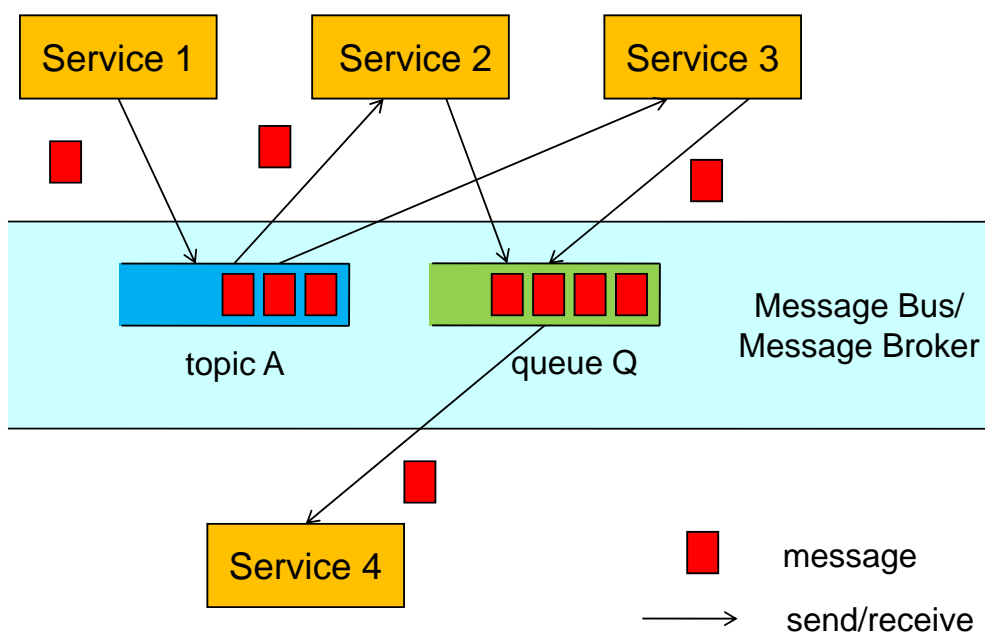 Service 1
Service 2
Service 3
Message Bus/
Message Broker
topic A
queue Q
Service 4
message
send/receive